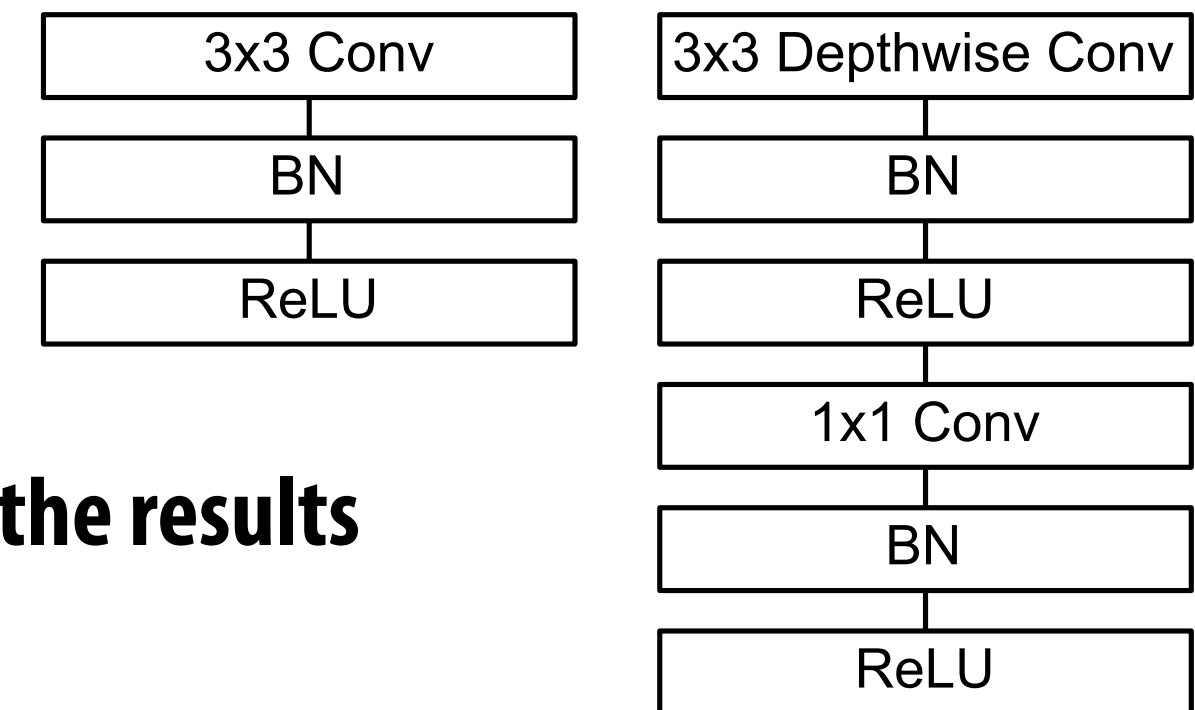 3x3 Conv
BN
ReLU
the results
3x3 Depthwise Conv
BN
ReLU
1x1 Conv
BN
ReLU